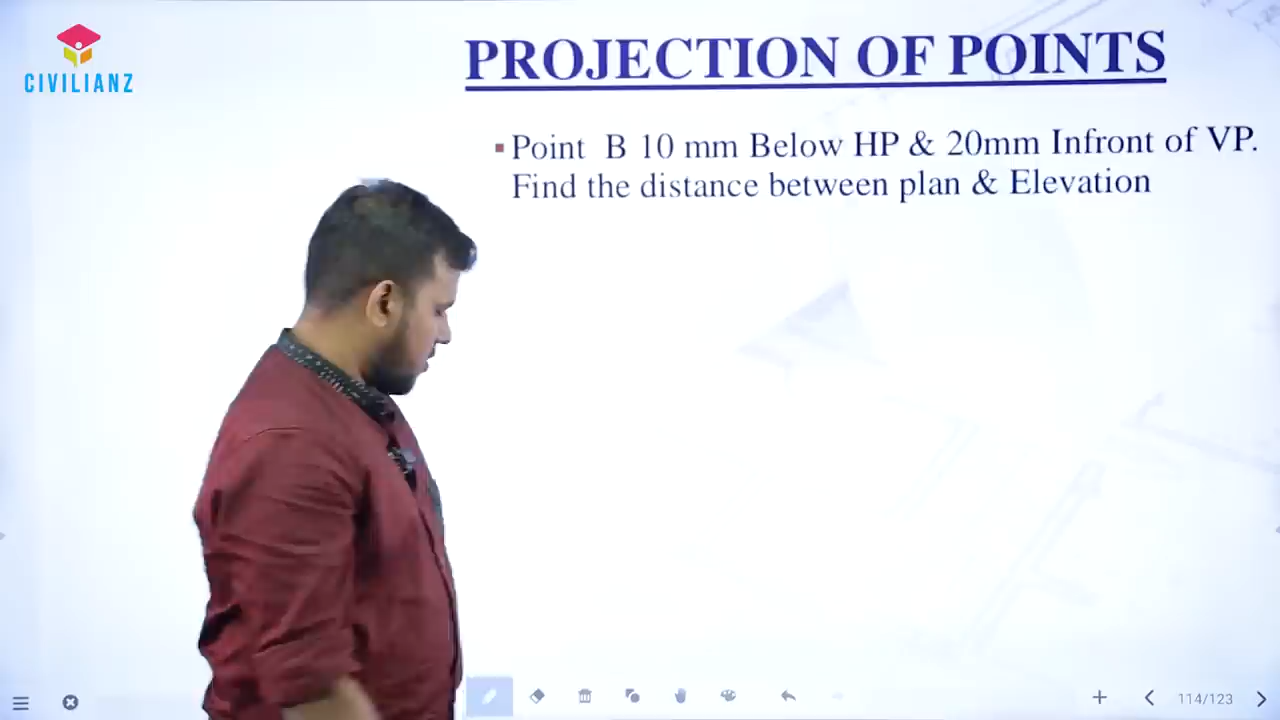 CIVILIANZ
PROJECTION OF POINTS
▪Point B 10 mm Below HP & 20mm Infront of VP.
Find the distance between plan & Elevation
114/123